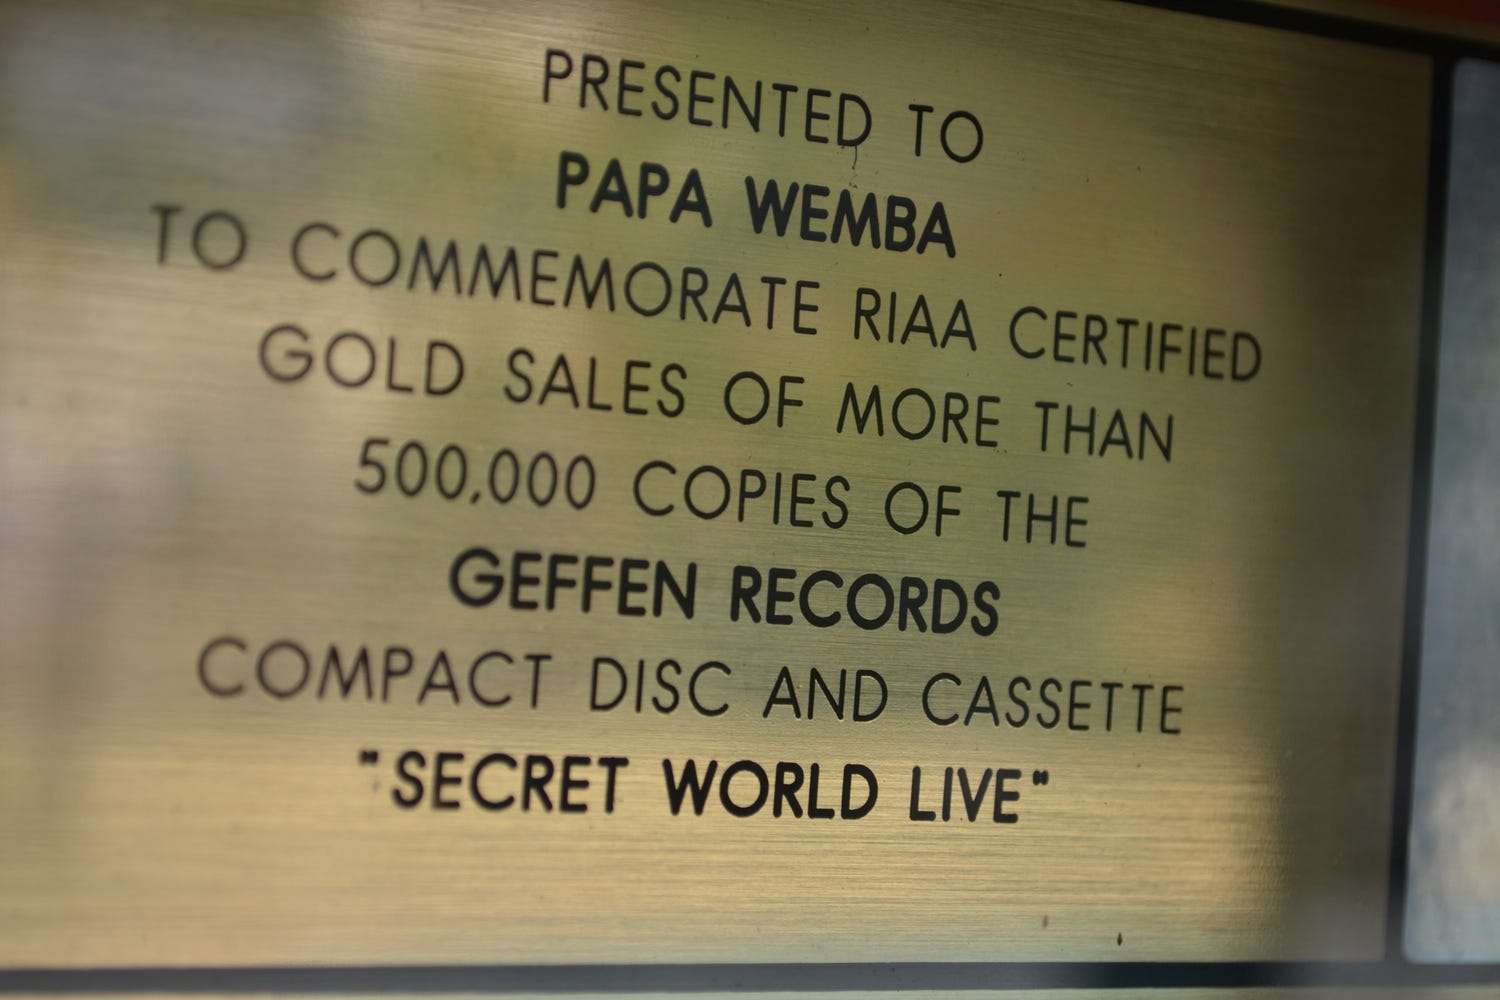 PRESENTED TO
PAPA WEMBA
TO COMMEMORATE RIAA CERTIFIED
GOLD SALES OF MORE THAN
500,000 COPIES OF THE
GEFFEN RECORDS
COMPACT DISC AND CASSETTE
"SECRET WORLD LIVE"